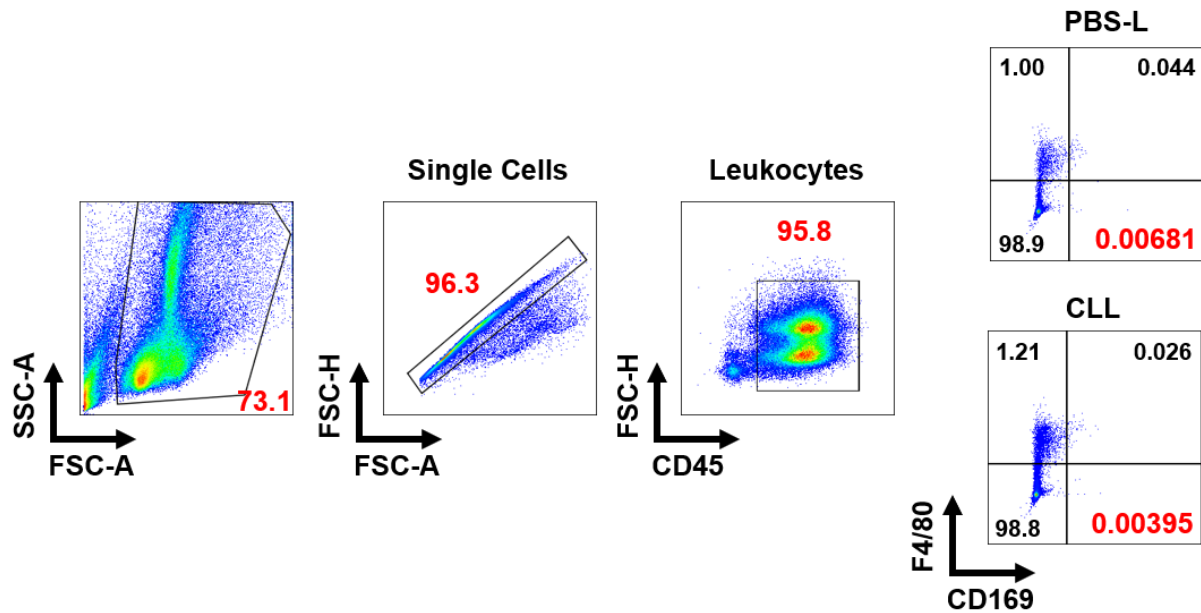 SSC-A
FSC-A
73.1
Single Cells
96.3
FSC-H
FSC-A
Leukocytes
95.8
FSC-H
CD45
PBS-L
1.00 0.044
98.9 0.00681
CLL
1.21 0.026
98.8 0.00395
F4/80
CD169